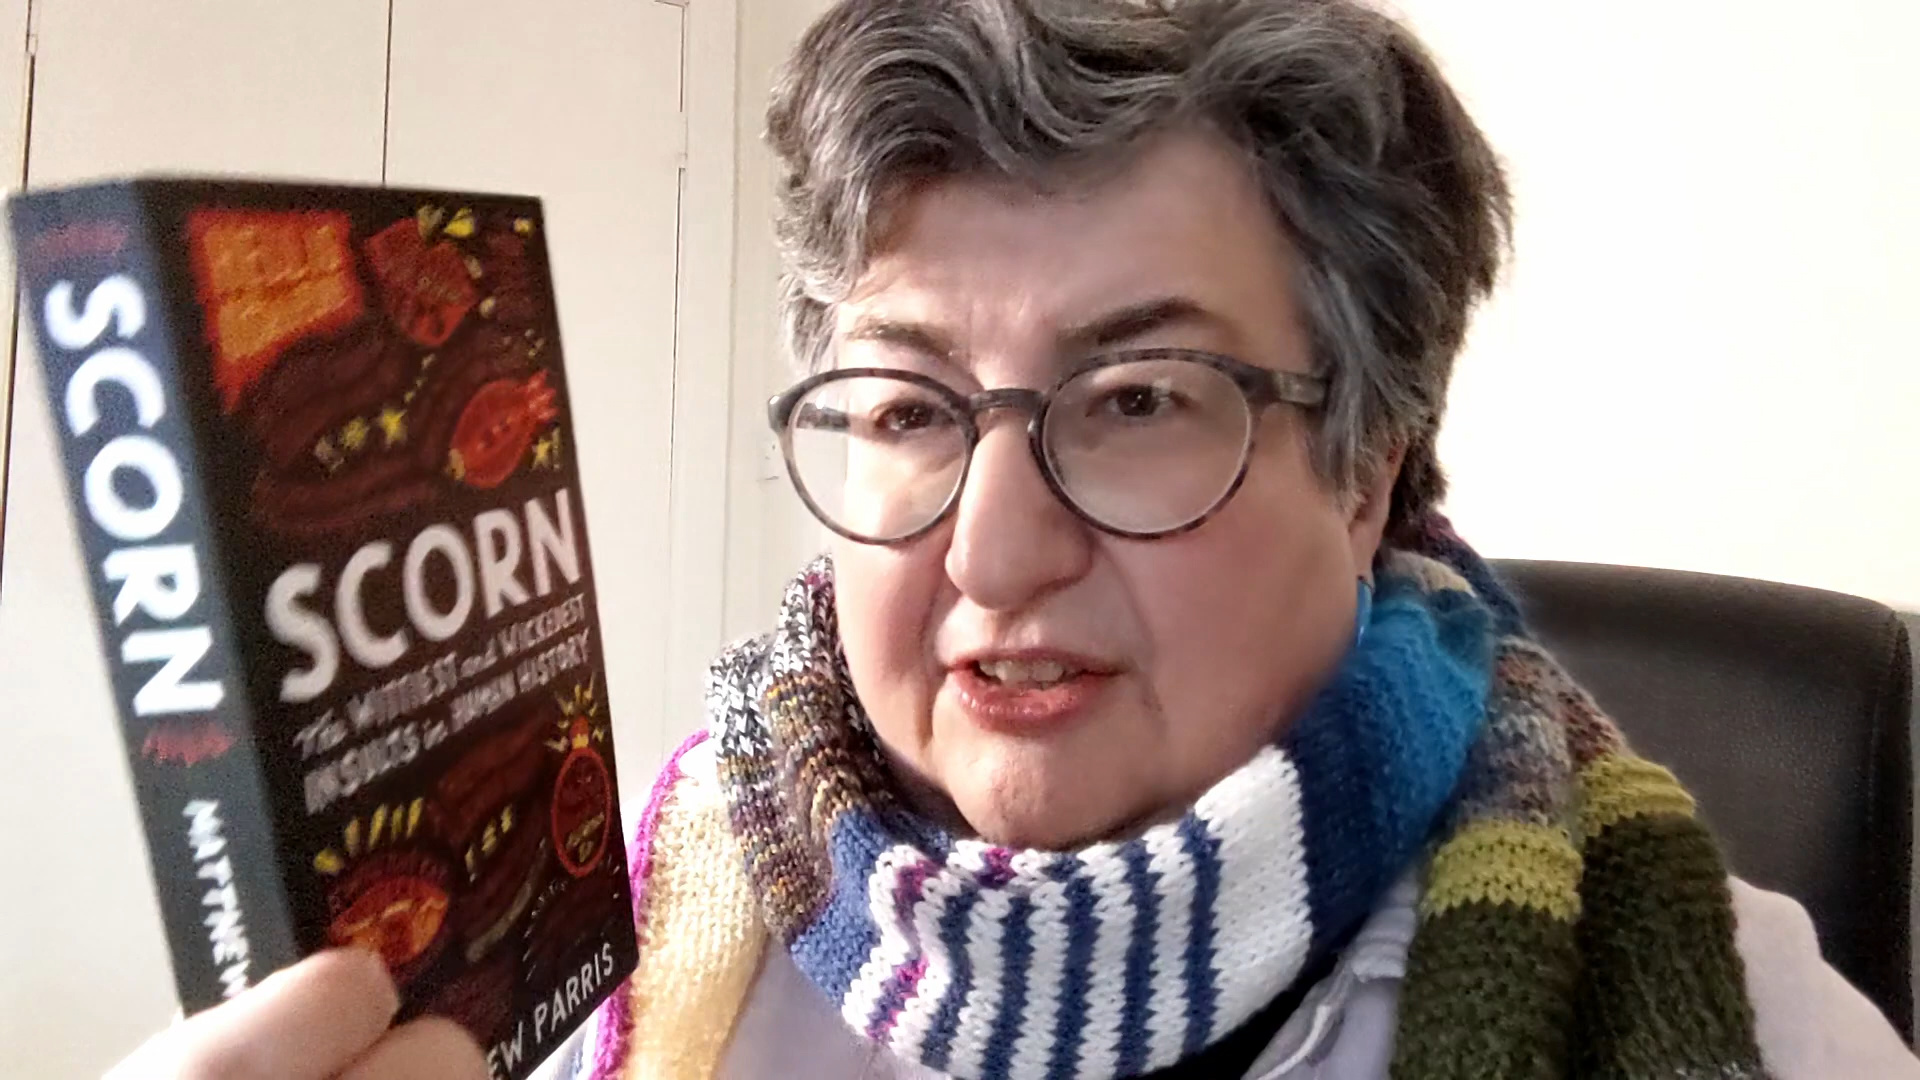 SCORN
MATTHEW
SCORN
The WITTIEST and WICKEDEST
INSULTS in HUMAN HISTORY
EW PARRIS